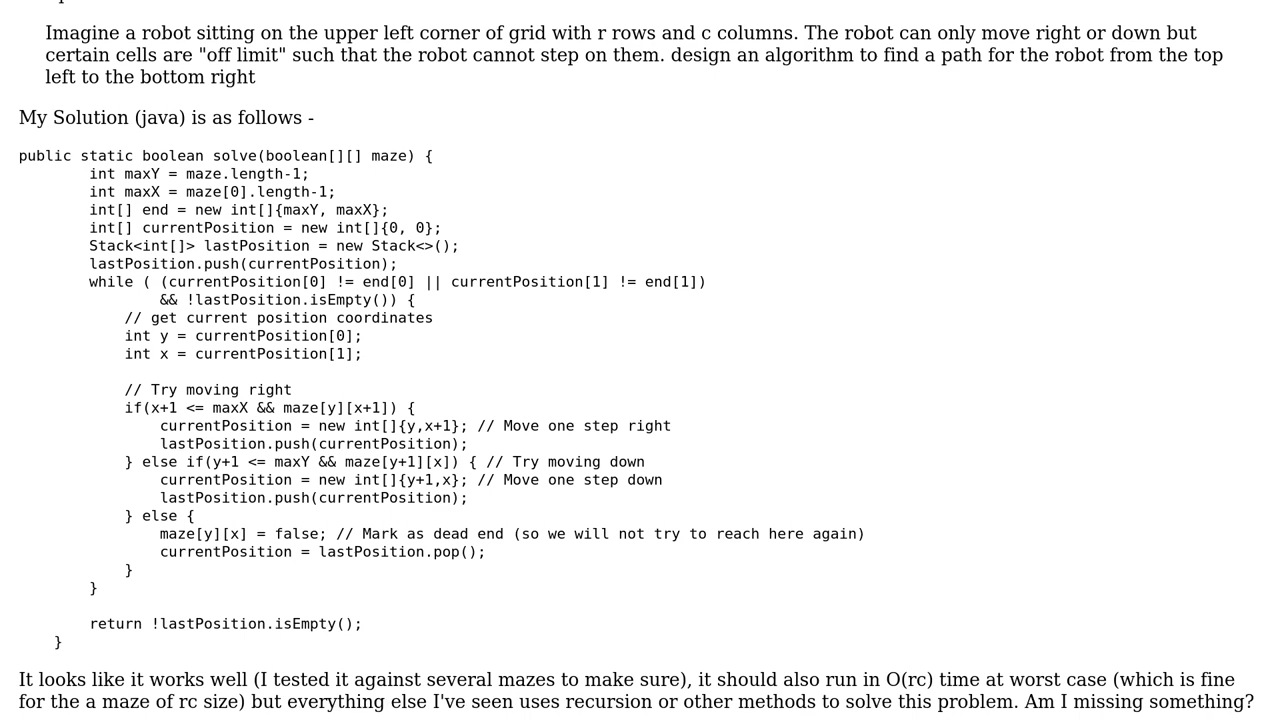 Imagine a robot sitting on the upper left corner of grid with r rows and c columns. The robot can only move right or down but
certain cells are "off limit" such that the robot cannot step on them. design an algorithm to find a path for the robot from the top
left to the bottom right
My Solution (java) is as follows -
public static boolean solve(boolean[][] maze) {
        int maxY = maze.length-1;
        int maxX = maze[0].length-1;
        int[] end = new int[]{maxY, maxX};
        int[] currentPosition = new int[]{0, 0};
        Stack<int[]> lastPosition = new Stack<>();
        lastPosition.push(currentPosition);
        while ( (currentPosition[0] != end[0] || currentPosition[1] != end[1])
                && !lastPosition.isEmpty()) {
            // get current position coordinates
            int y = currentPosition[0];
            int x = currentPosition[1];

            // Try moving right
            if(x+1 <= maxX && maze[y][x+1]) {
                currentPosition = new int[]{y,x+1}; // Move one step right
                lastPosition.push(currentPosition);
            } else if(y+1 <= maxY && maze[y+1][x]) { // Try moving down
                currentPosition = new int[]{y+1,x}; // Move one step down
                lastPosition.push(currentPosition);
            } else {
                maze[y][x] = false; // Mark as dead end (so we will not try to reach here again)
                currentPosition = lastPosition.pop();
            }
        }

        return !lastPosition.isEmpty();
    }
It looks like it works well (I tested it against several mazes to make sure), it should also run in O(rc) time at worst case (which is fine
for the a maze of rc size) but everything else I've seen uses recursion or other methods to solve this problem. Am I missing something?